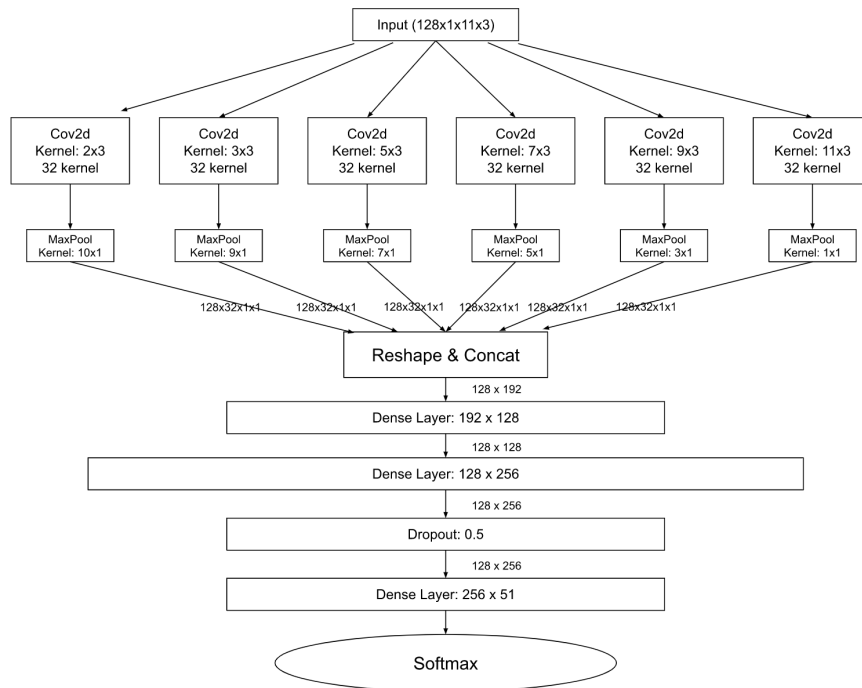 Input (128x1x11x3)
Cov2d
Kernel: 2x3
32 kernel
Cov2d
Kernel: 3x3
32 kernel
Cov2d
Kernel: 5x3
32 kernel
Cov2d
Kernel: 7x3
32 kernel
Cov2d
Kernel: 9x3
32 kernel
Cov2d
Kernel: 11x3
32 kernel
MaxPool
Kernel: 10x1
MaxPool
Kernel: 9x1
MaxPool
Kernel: 7x1
MaxPool
Kernel: 5x1
MaxPool
Kernel: 3x1
MaxPool
Kernel: 1x1
128x32x1x1
128x32x1x1
128x32x1x1
128x32x1x1
128x32x1x1
128x32x1x1
Reshape & Concat
128 x 192
Dense Layer: 192 x 128
128 x 128
Dense Layer: 128 x 256
128 x 256
Dropout: 0.5
128 x 256
Dense Layer: 256 x 51
Softmax